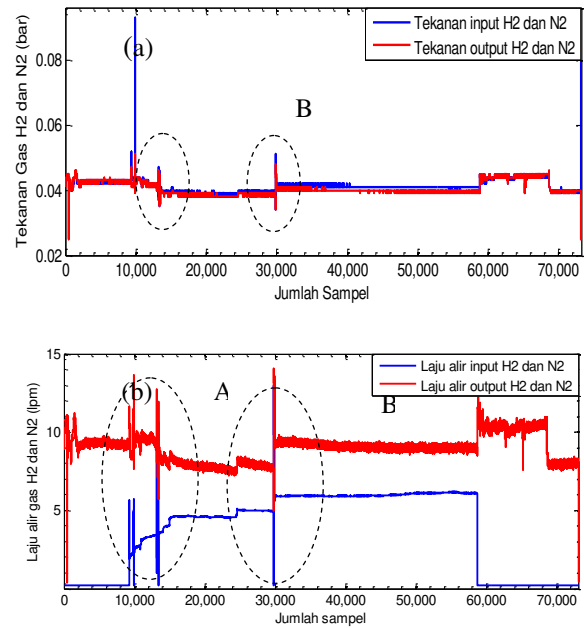 (a)
Tekanan input H2 dan N2
Tekanan output H2 dan N2
B
Tekanan Gas H2 dan N2 (bar)
0.08
0.06
0.04
0.02
0
10,000
20,000
30,000
40,000
50,000
60,000
70,000
Jumlah Sampel
(b)
A
B
Laju alir input H2 dan N2
Laju alir output H2 dan N2
Laju alir gas H2 dan N2 (lpm)
15
10
5
0
10,000
20,000
30,000
40,000
50,000
60,000
70,000
Jumlah sampel